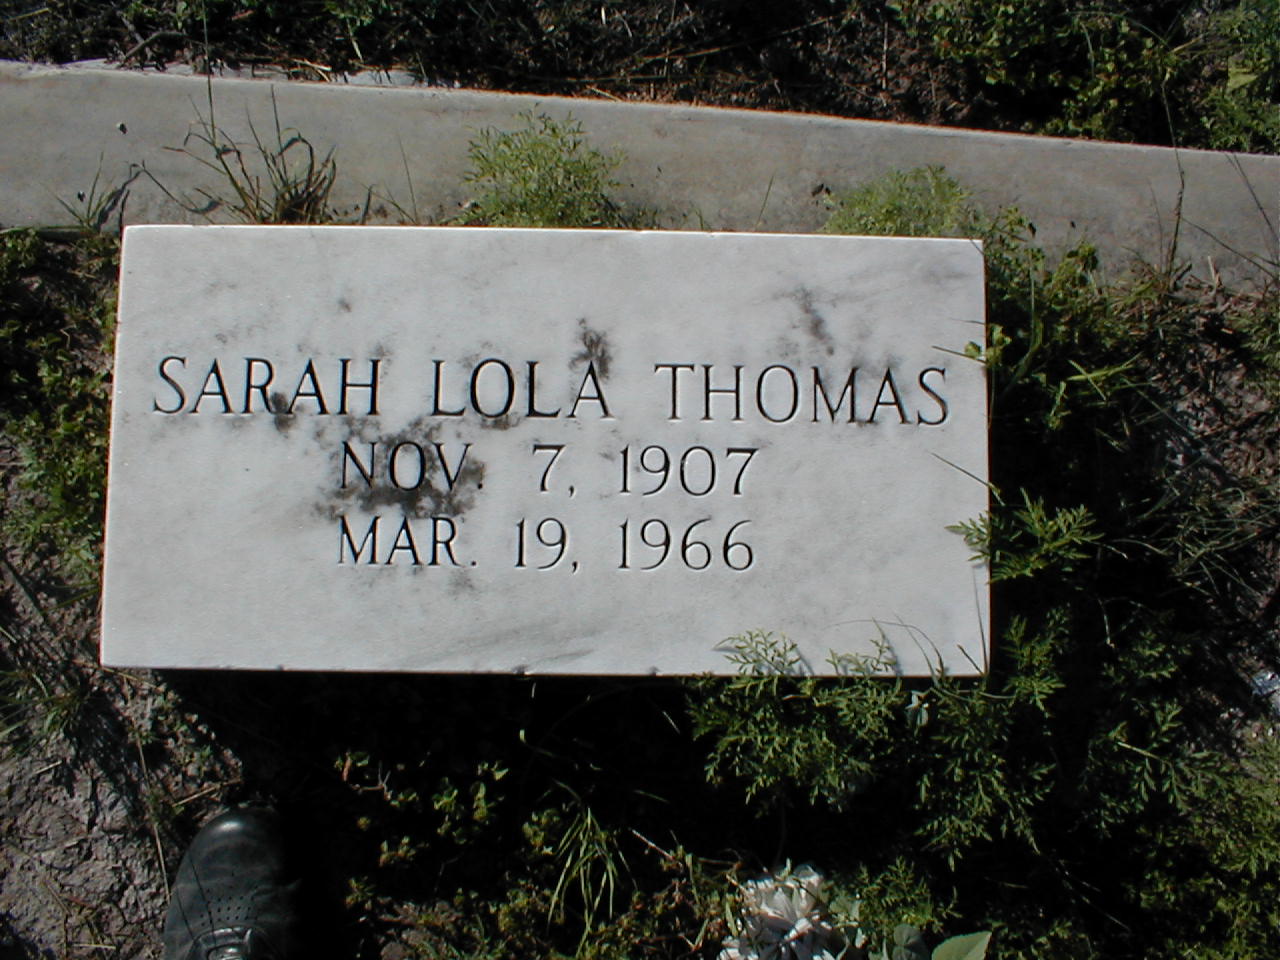 SARAH LOLA THOMAS
NOV. 7, 1907
MAR. 19, 1966